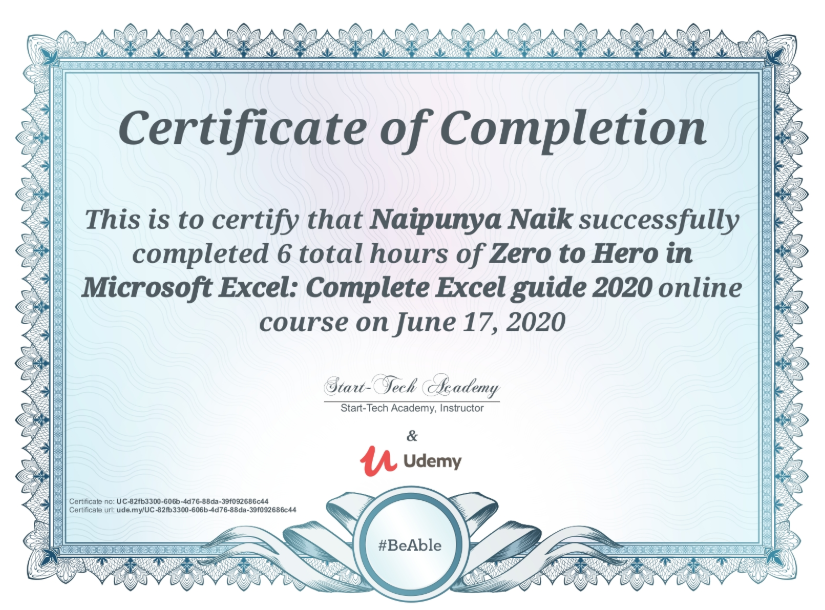 Certificate of Completion
This is to certify that Naipunya Naik successfully
completed 6 total hours of Zero to Hero in
Microsoft Excel: Complete Excel guide 2020 online
course on June 17, 2020
Start-Tech Academy
Start-Tech Academy, Instructor
&
Udemy
Certificate no: UC-82fb3300-606b-4d76-88da-39f092686c44
Certificate url: ude.my/UC-82fb3300-606b-4d76-88da-39f092686c44
#BeAble